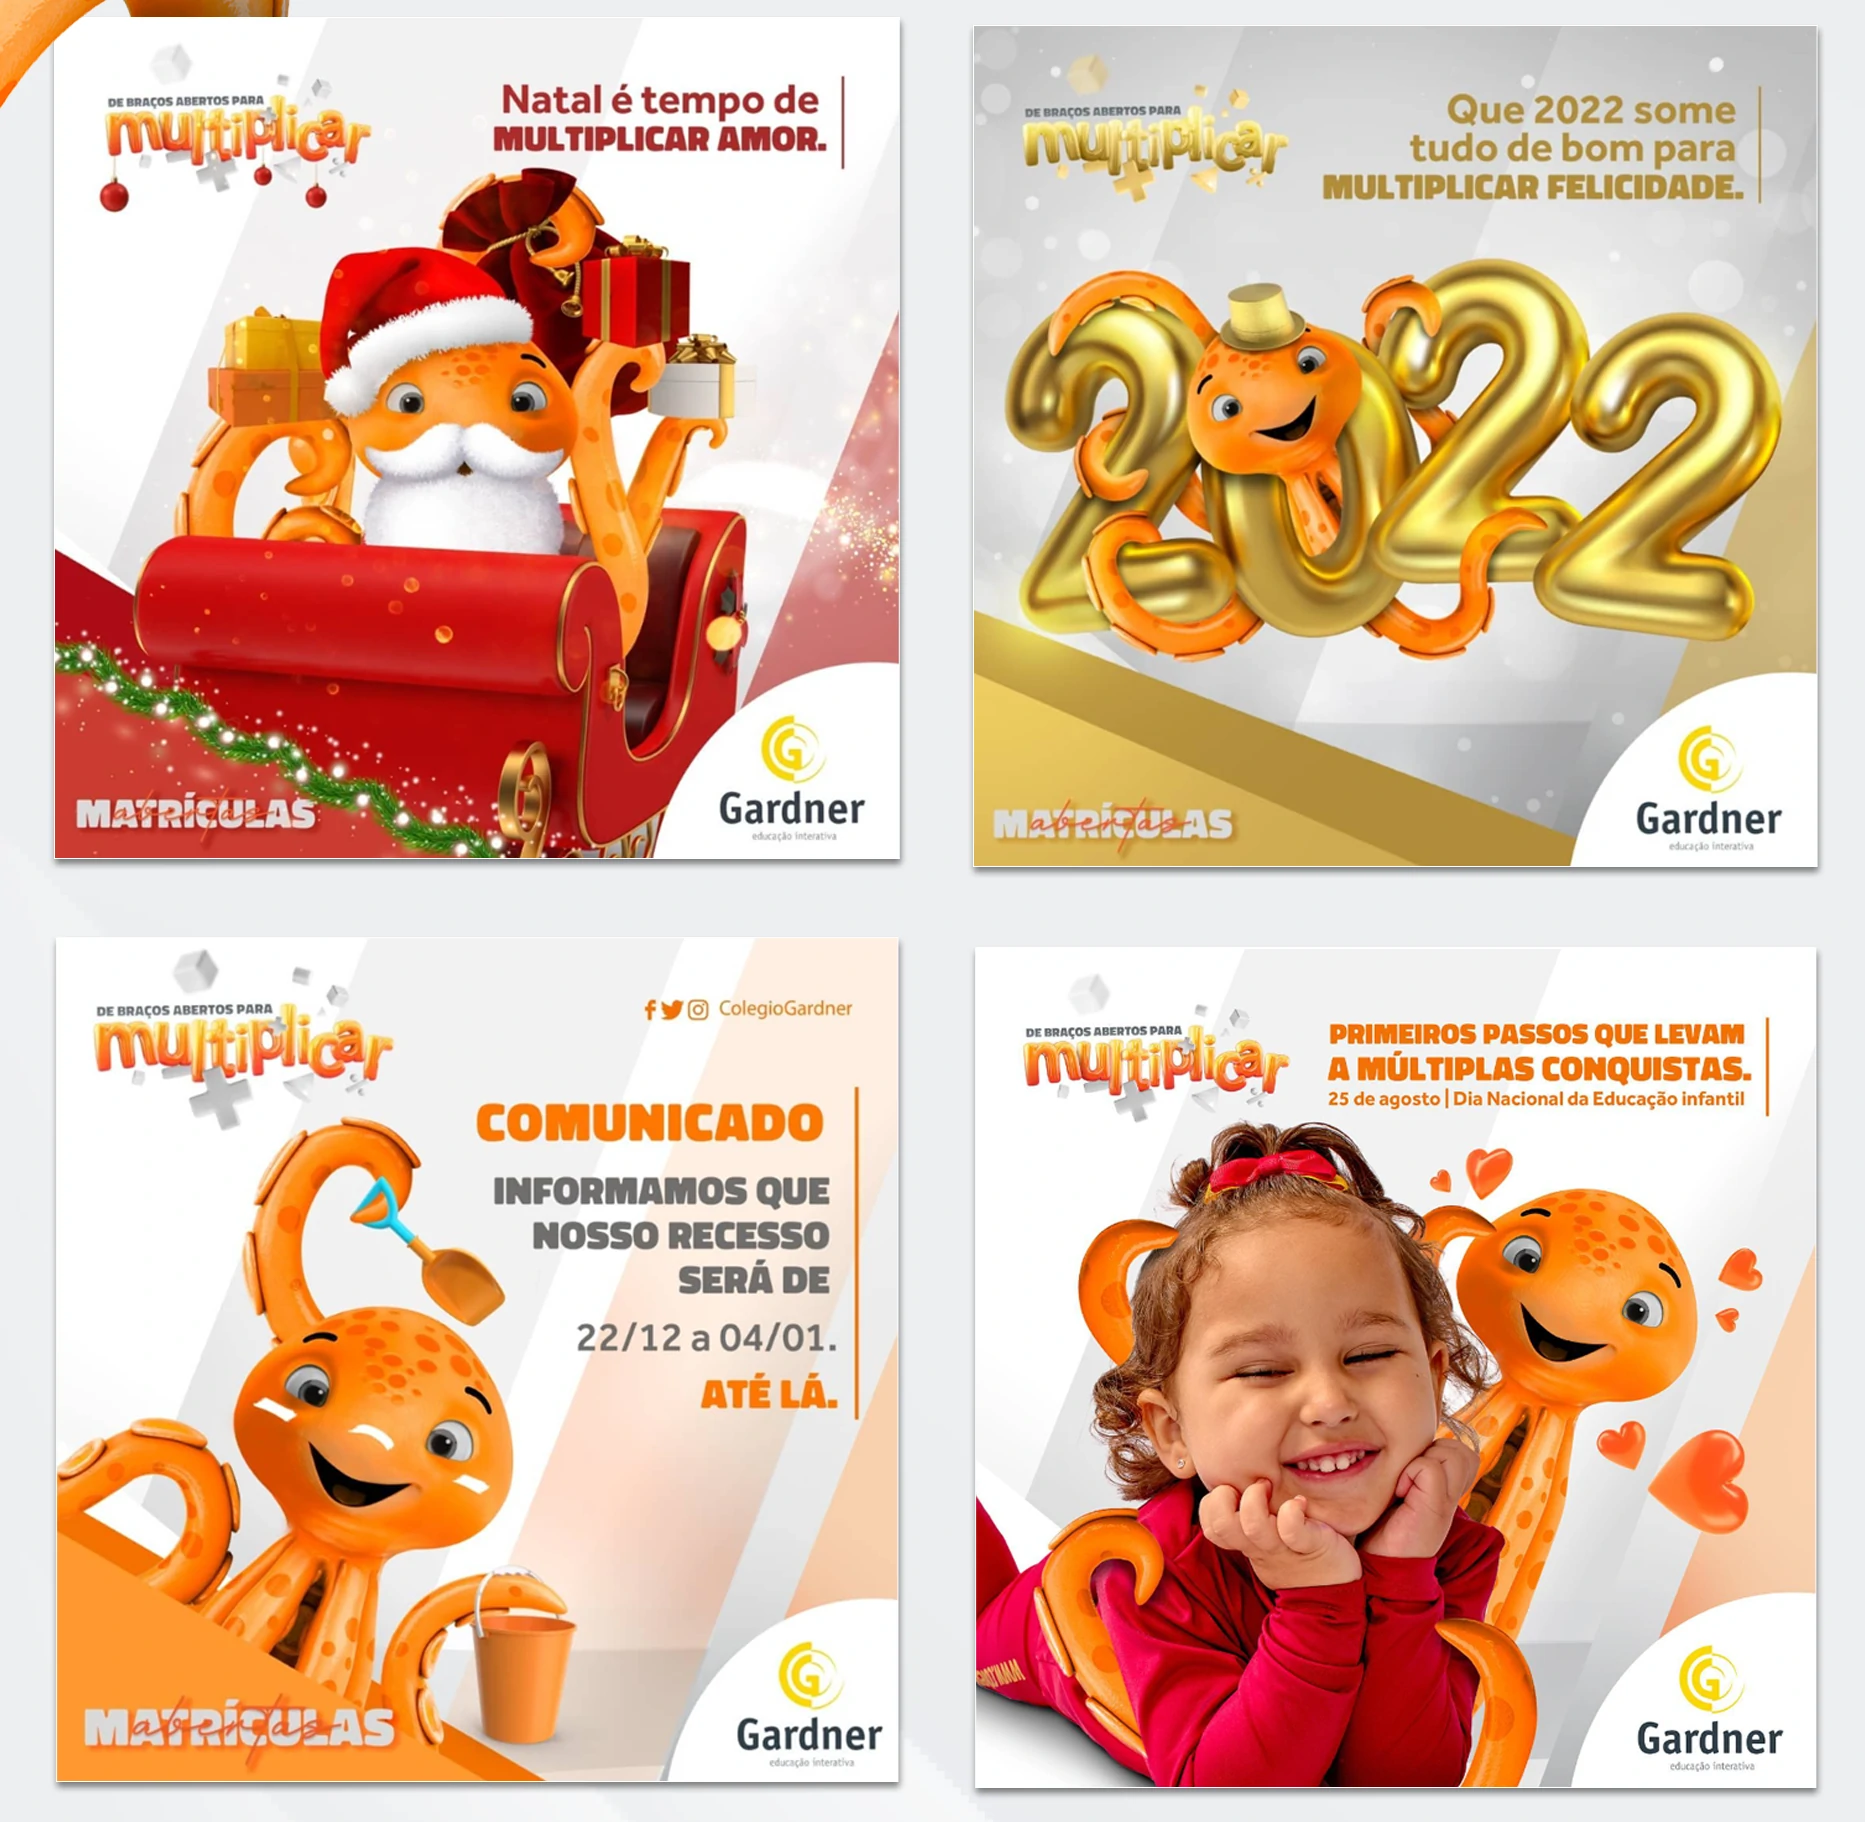 DE BRAÇOS ABERTOS PARA
multiplicar
Natal é tempo de
MULTIPLICAR AMOR.
MATRÍCULAS
abertas
G
Gardner
educação interativa
DE BRAÇOS ABERTOS PARA
multiplicar
Que 2022 some
tudo de bom para
MULTIPLICAR FELICIDADE.
2022
MATRÍCULAS
abertas
G
Gardner
educação interativa
DE BRAÇOS ABERTOS PARA
multiplicar
ColegioGardner
COMUNICADO
INFORMAMOS QUE
NOSSO RECESSO
SERÁ DE
22/12 a 04/01.
ATÉ LÁ.
MATRÍCULAS
abertas
G
Gardner
educação interativa
DE BRAÇOS ABERTOS PARA
multiplicar
PRIMEIROS PASSOS QUE LEVAM
A MÚLTIPLAS CONQUISTAS.
25 de agosto | Dia Nacional da Educação infantil
G
Gardner
educação interativa